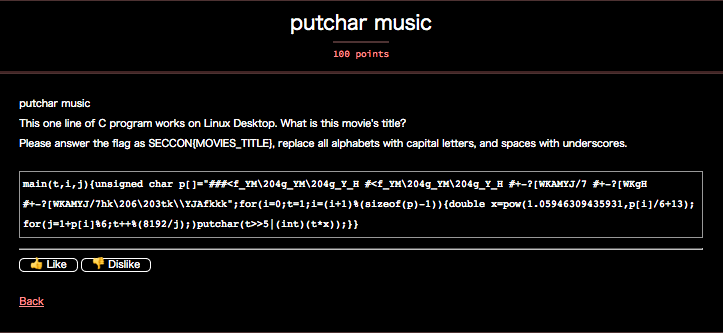 putchar music
100 points
putchar music
This one line of C program works on Linux Desktop. What is this movie's title?
Please answer the flag as SECCON{MOVIES_TITLE}, replace all alphabets with capital letters, and spaces with underscores.
main(t,i,j){unsigned char p[]="###<f_YM\204g_YM\204g_Y_H #<f_YM\204g_YM\204g_Y_H #+-?[WKAMYJ/7 #+-?[WKgH
#+-?[WKAMYJ/7hk\206\203tk\\YJAfkkk";for(i=0;t=1;i=(i+1)%(sizeof(p)-1)){double x=pow(1.05946309435931,p[i]/6+13);
for(j=1+p[i]%6;t++%(8192/j);)putchar(t>>5|(int)(t*x));}}
👍 Like 👎 Dislike
Back